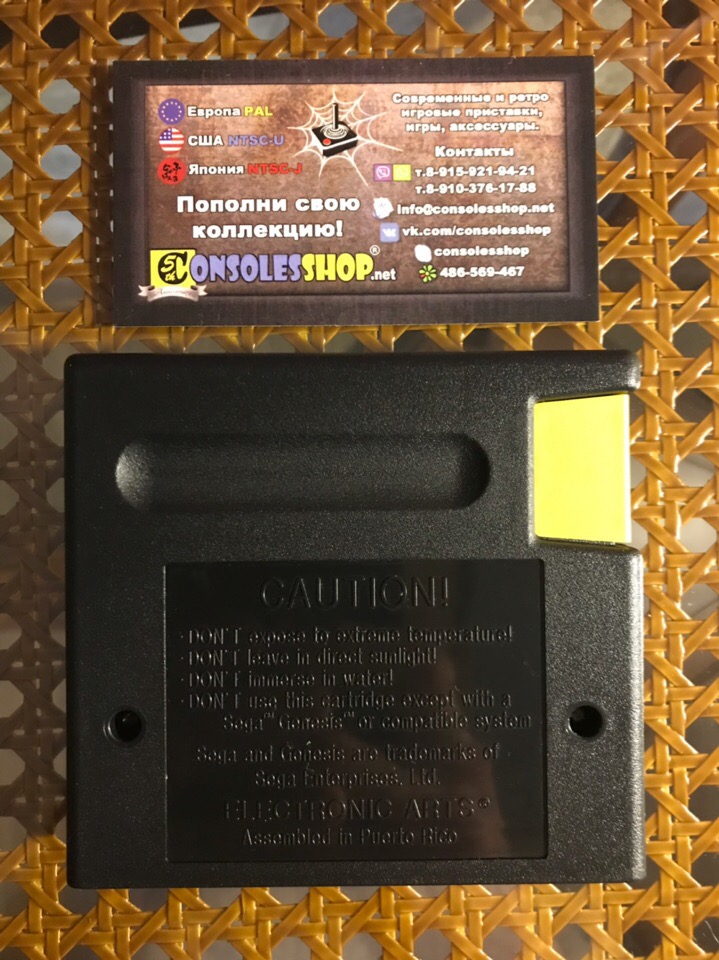 Европа PAL
США NTSC-U
Япония NTSC-J
Пополни свою
коллекцию!
CONSOLESSHOP.net ®
Современные и ретро
игровые приставки,
игры, аксессуары.
Контакты
т.8-915-921-94-21
т.8-910-376-17-88
info@consolesshop.net
vk.com/consolesshop
consolesshop
486-569-467
CAUTION!
· DON'T expose to extreme temperature!
· DON'T leave in direct sunlight!
· DON'T immerse in water!
· DON'T use this cartridge except with a
Sega™ Genesis™ or compatible system
Sega and Genesis are trademarks of
Sega Enterprises, Ltd.
ELECTRONIC ARTS®
Assembled in Puerto Rico